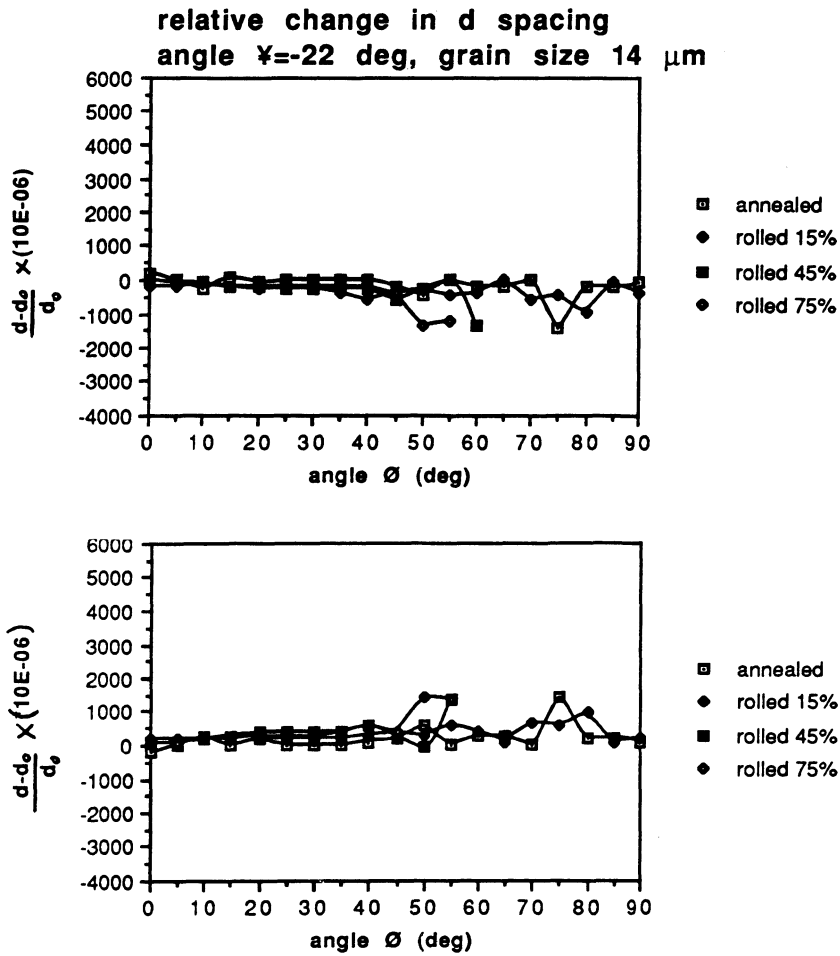 relative change in d spacing
angle ¥=-22 deg, grain size 14 μm
6000
5000
4000
3000
2000
1000
0
-1000
-2000
-3000
-4000
d-d₀ X(10E-06)
d₀
0 10 20 30 40 50 60 70 80 90
angle Ø (deg)
annealed
rolled 15%
rolled 45%
rolled 75%
6000
5000
4000
3000
2000
1000
0
-1000
-2000
-3000
-4000
d-d₀ X(10E-06)
d₀
0 10 20 30 40 50 60 70 80 90
angle Ø (deg)
annealed
rolled 15%
rolled 45%
rolled 75%